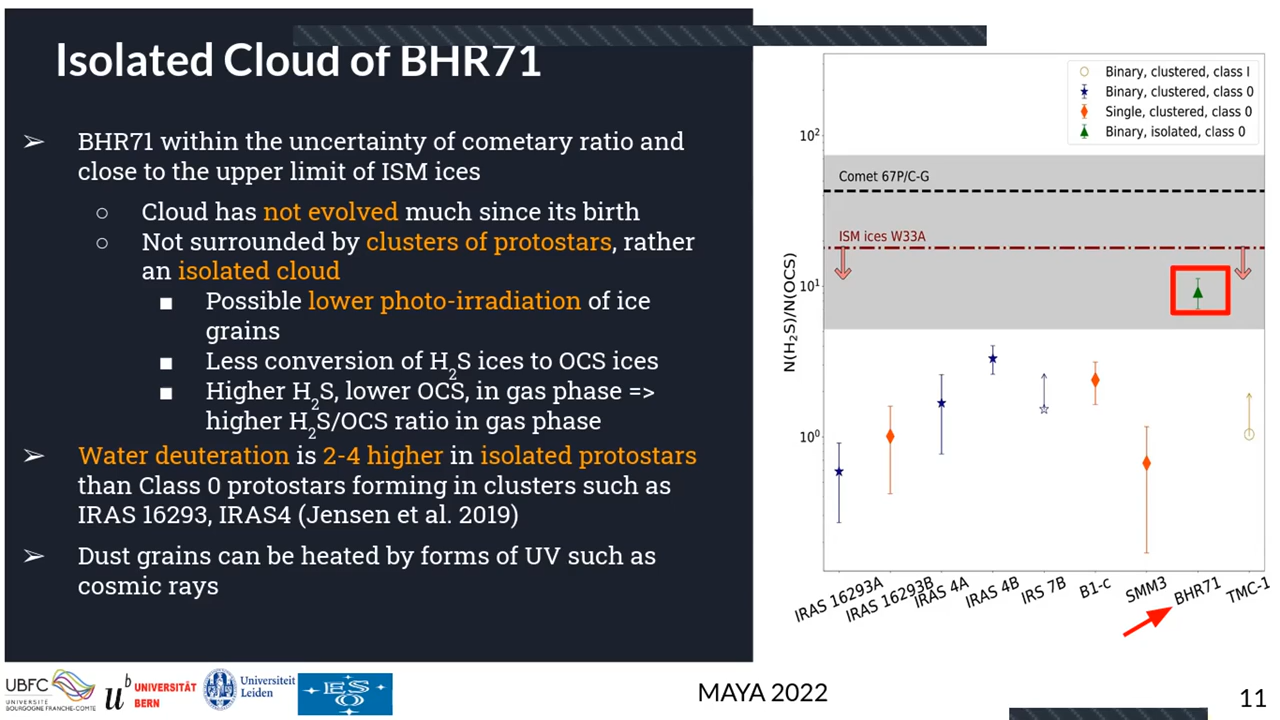 Isolated Cloud of BHR71
➢ BHR71 within the uncertainty of cometary ratio and
close to the upper limit of ISM ices
○ Cloud has not evolved much since its birth
○ Not surrounded by clusters of protostars, rather
an isolated cloud
■ Possible lower photo-irradiation of ice
grains
■ Less conversion of H₂S ices to OCS ices
■ Higher H₂S, lower OCS, in gas phase =>
higher H₂S/OCS ratio in gas phase
➢ Water deuteration is 2-4 higher in isolated protostars
than Class 0 protostars forming in clusters such as
IRAS 16293, IRAS4 (Jensen et al. 2019)
➢ Dust grains can be heated by forms of UV such as
cosmic rays
Binary, clustered, class I
Binary, clustered, class 0
Single, clustered, class 0
Binary, isolated, class 0
10²
Comet 67P/C-G
ISM ices W33A
10¹
N(H₂S)/N(OCS)
10⁰
IRAS 16293A IRAS 16293B IRAS 4A IRAS 4B IRS 7B B1-c SMM3 BHR71 TMC-1
UBFC
UNIVERSITÉ
BOURGOGNE FRANCHE-COMTÉ
uᵇ
UNIVERSITÄT
BERN
Universiteit
Leiden
ESO
MAYA 2022
11